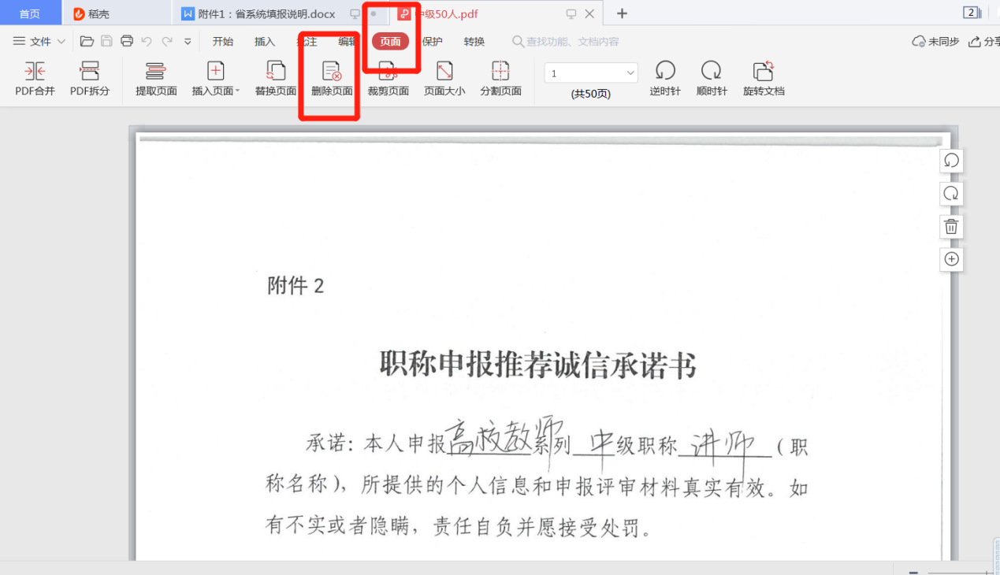 首页
稻壳
附件1：省系统填报说明.docx
中级50人.pdf
2
文件
开始
插入
批注
编辑
页面
保护
转换
查找功能、文档内容
未同步
分享
PDF合并
PDF拆分
提取页面
插入页面
替换页面
删除页面
裁剪页面
页面大小
分割页面
1
(共50页)
逆时针
顺时针
旋转文档
附件 2
职称申报推荐诚信承诺书
承诺：本人申报高校教师系列 中级职称 讲师（职
称名称），所提供的个人信息和申报评审材料真实有效。如
有不实或者隐瞒，责任自负并愿接受处罚。